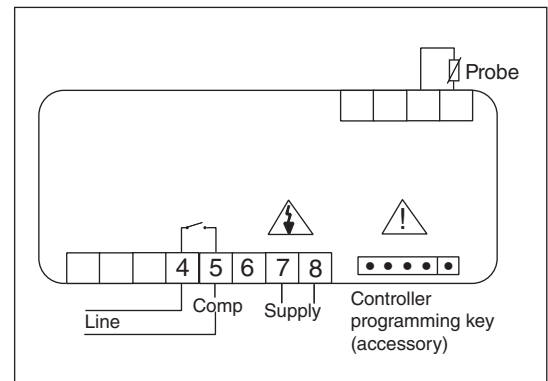 Probe
!
4 5 6 7 8
Line
Comp
Supply
Controller
programming key
(accessory)